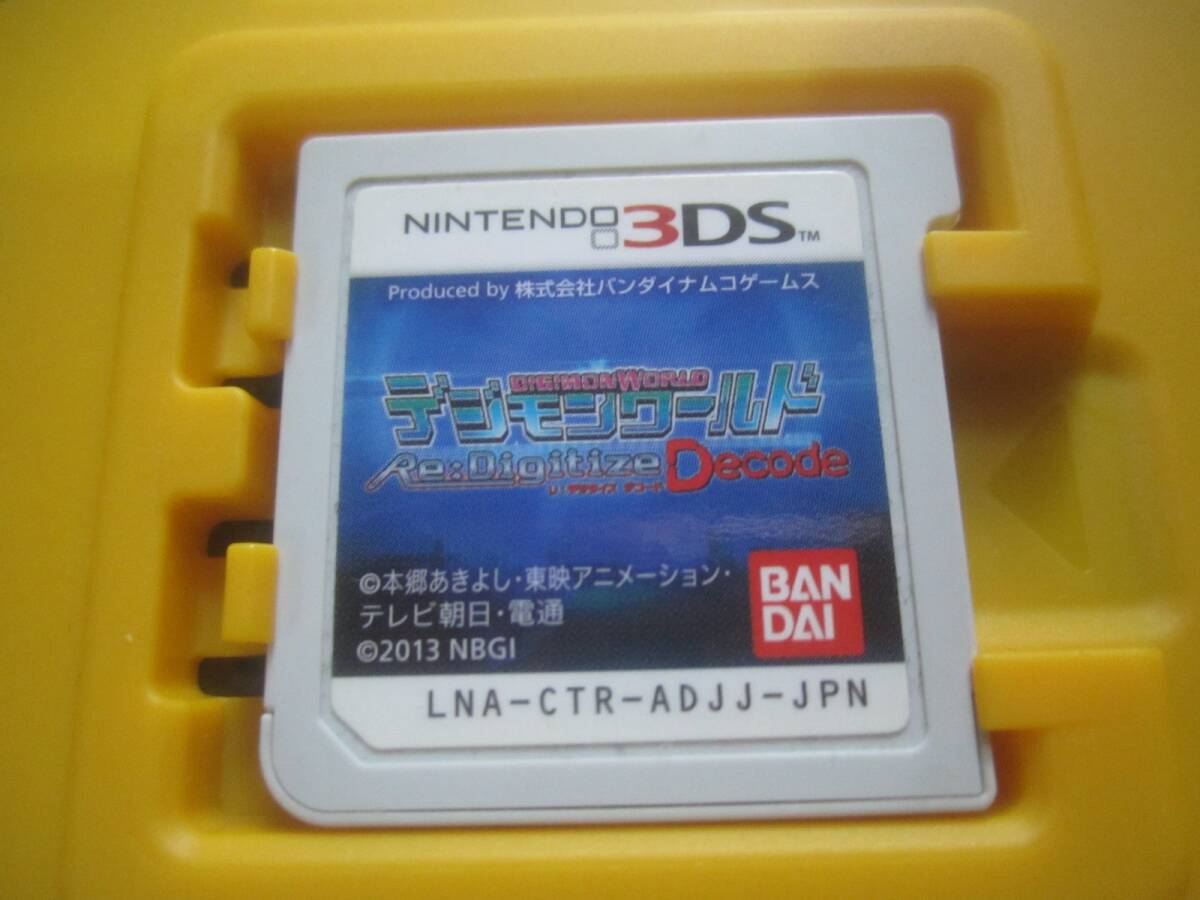 NINTENDO 3DS™
Produced by 株式会社バンダイナムコゲームス
DIGIMON WORLD
デジモンワールド
Re:Digitize Decode
リ:デジタイズ デコード
©本郷あきよし・東映アニメーション・
テレビ朝日・電通
©2013 NBGI
BAN
DAI
LNA-CTR-ADJJ-JPN